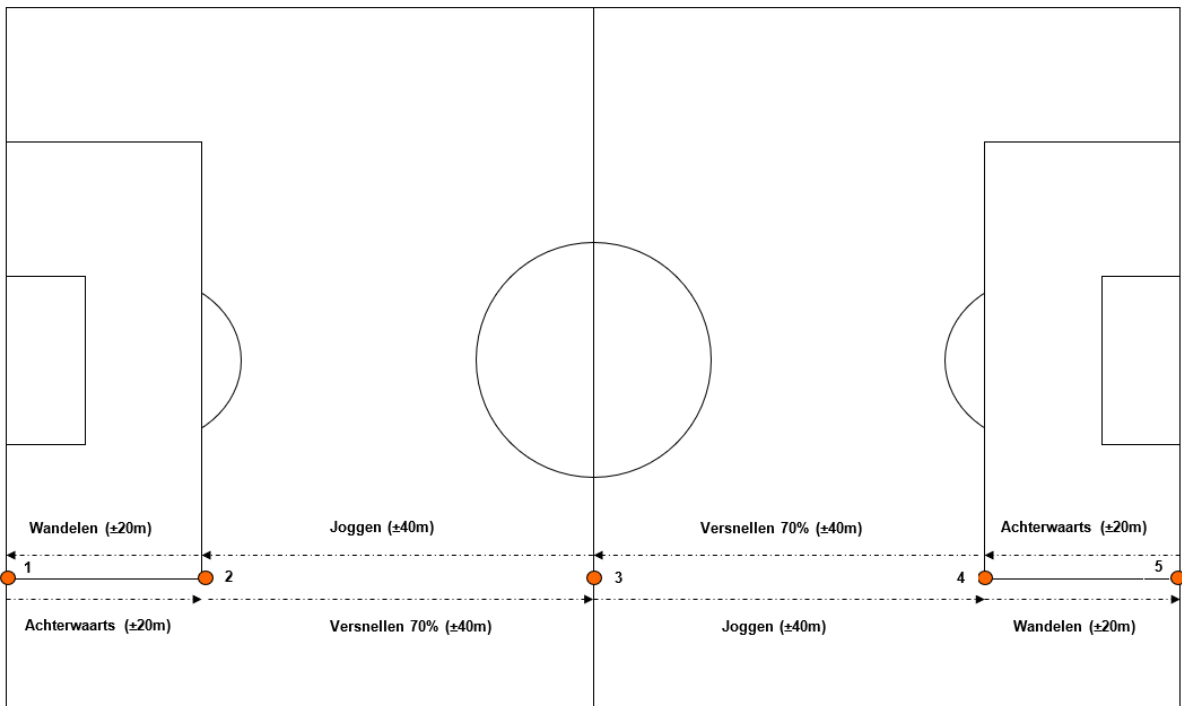 Wandelen (±20m)
Joggen (±40m)
Versnellen 70% (±40m)
Achterwaarts (±20m)
1
2
3
4
5
Achterwaarts (±20m)
Versnellen 70% (±40m)
Joggen (±40m)
Wandelen (±20m)